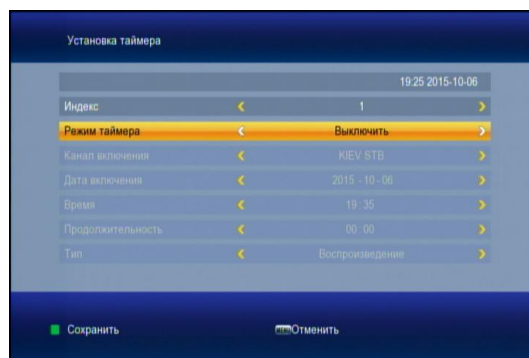 Установка таймера
19:25 2015-10-06
Индекс 1
Режим таймера Выключить
Канал включения KIEV STB
Дата включения 2015 - 10 - 06
Время 19 : 35
Продолжительность 00 : 00
Тип Воспроизведение
Сохранить MENU Отменить